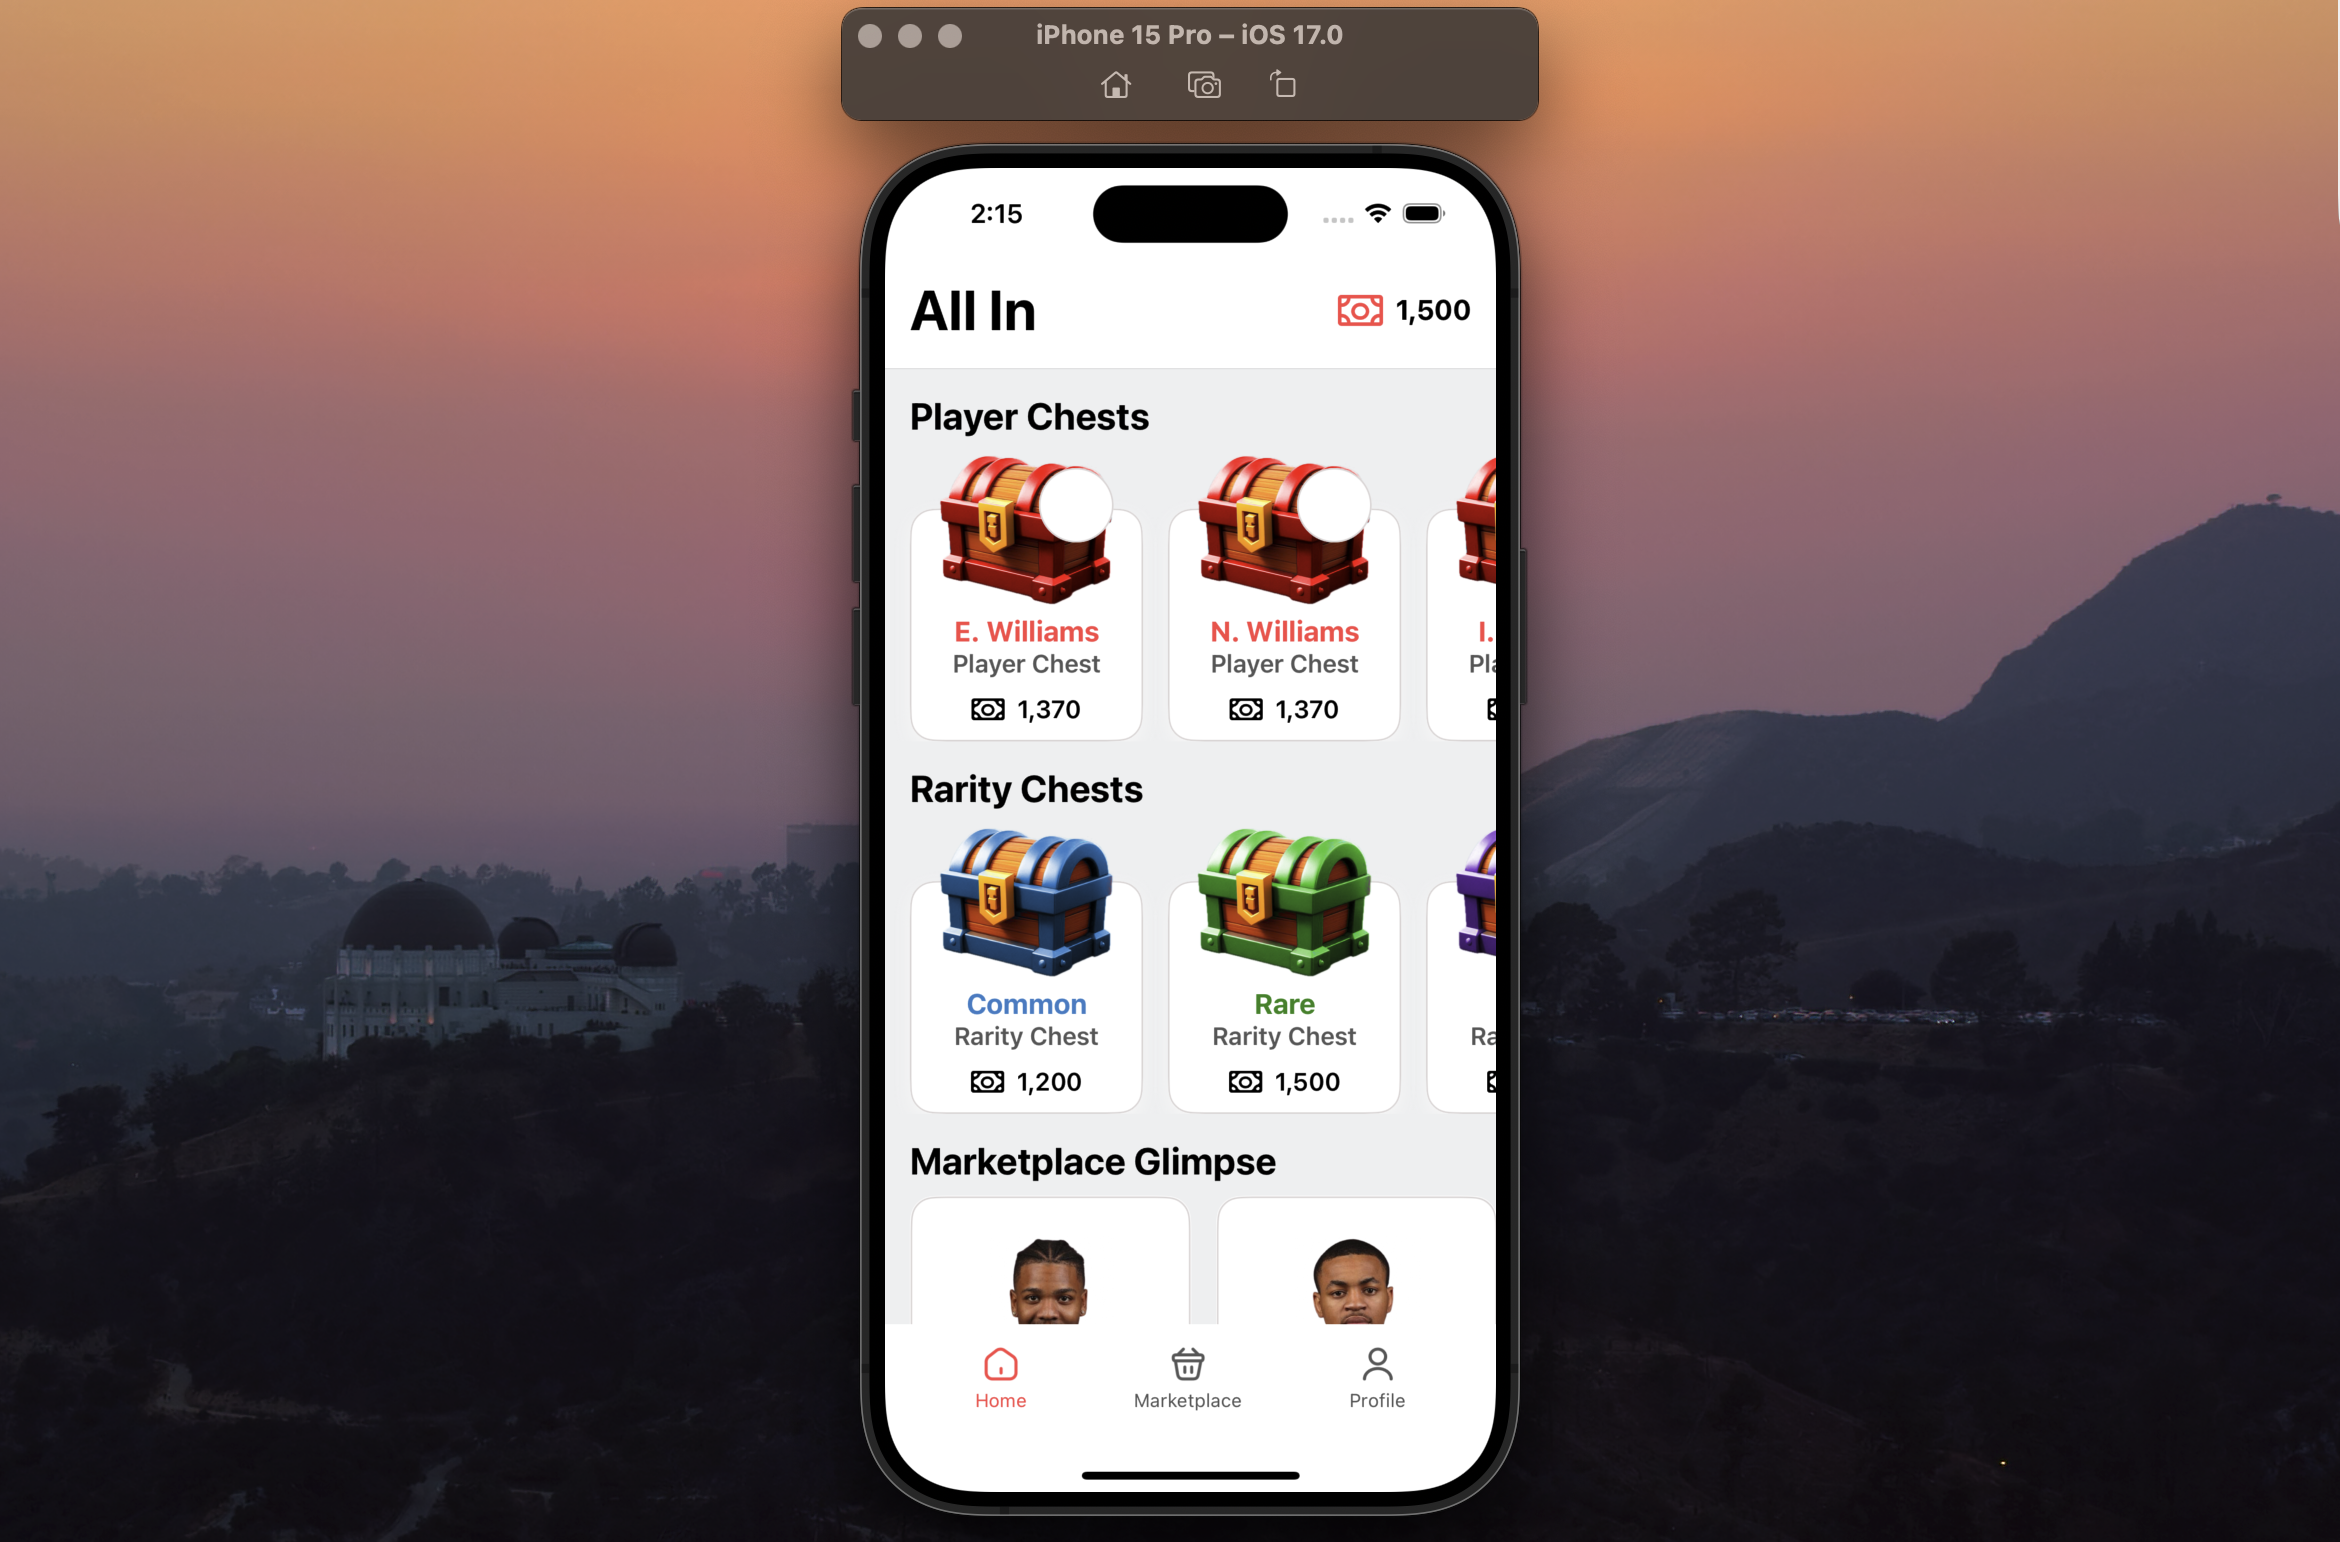 iPhone 15 Pro – iOS 17.0
2:15
All In
1,500
Player Chests
E. Williams
N. Williams
I.
Player Chest
Player Chest
1,370
1,370
Rarity Chests
Common
Rare
Rarity Chest
Rarity Chest
1,200
1,500
Marketplace Glimpse
Home
Marketplace
Profile